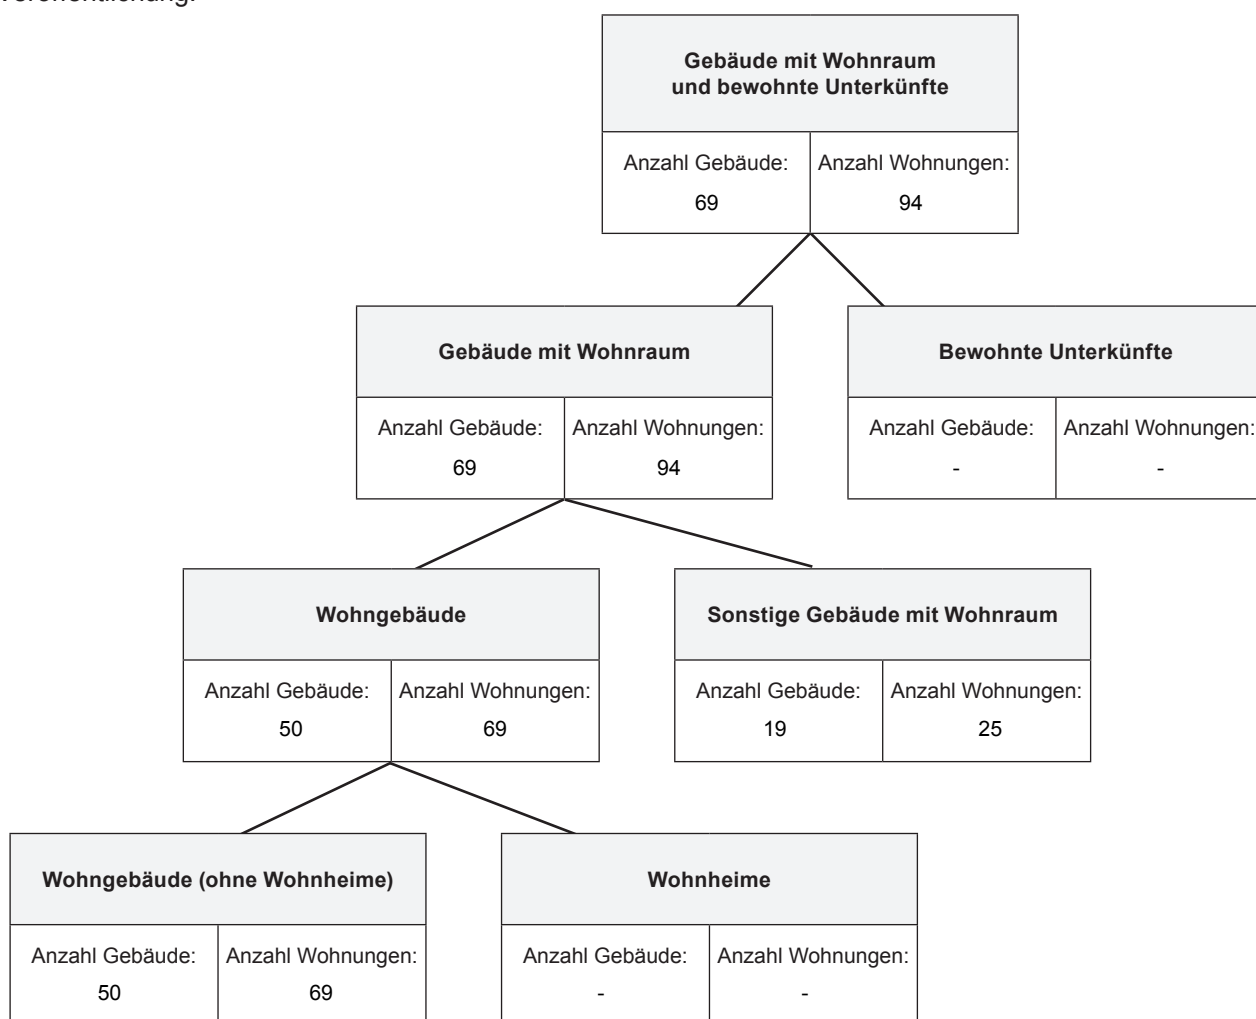 Veröffentlichung.
Gebäude mit Wohnraum
und bewohnte Unterkünfte
Anzahl Gebäude: Anzahl Wohnungen:
69 94
Gebäude mit Wohnraum Bewohnte Unterkünfte
Anzahl Gebäude: Anzahl Wohnungen: Anzahl Gebäude: Anzahl Wohnungen:
69 94 - -
Wohngebäude Sonstige Gebäude mit Wohnraum
Anzahl Gebäude: Anzahl Wohnungen: Anzahl Gebäude: Anzahl Wohnungen:
50 69 19 25
Wohngebäude (ohne Wohnheime) Wohnheime
Anzahl Gebäude: Anzahl Wohnungen: Anzahl Gebäude: Anzahl Wohnungen:
50 69 - -